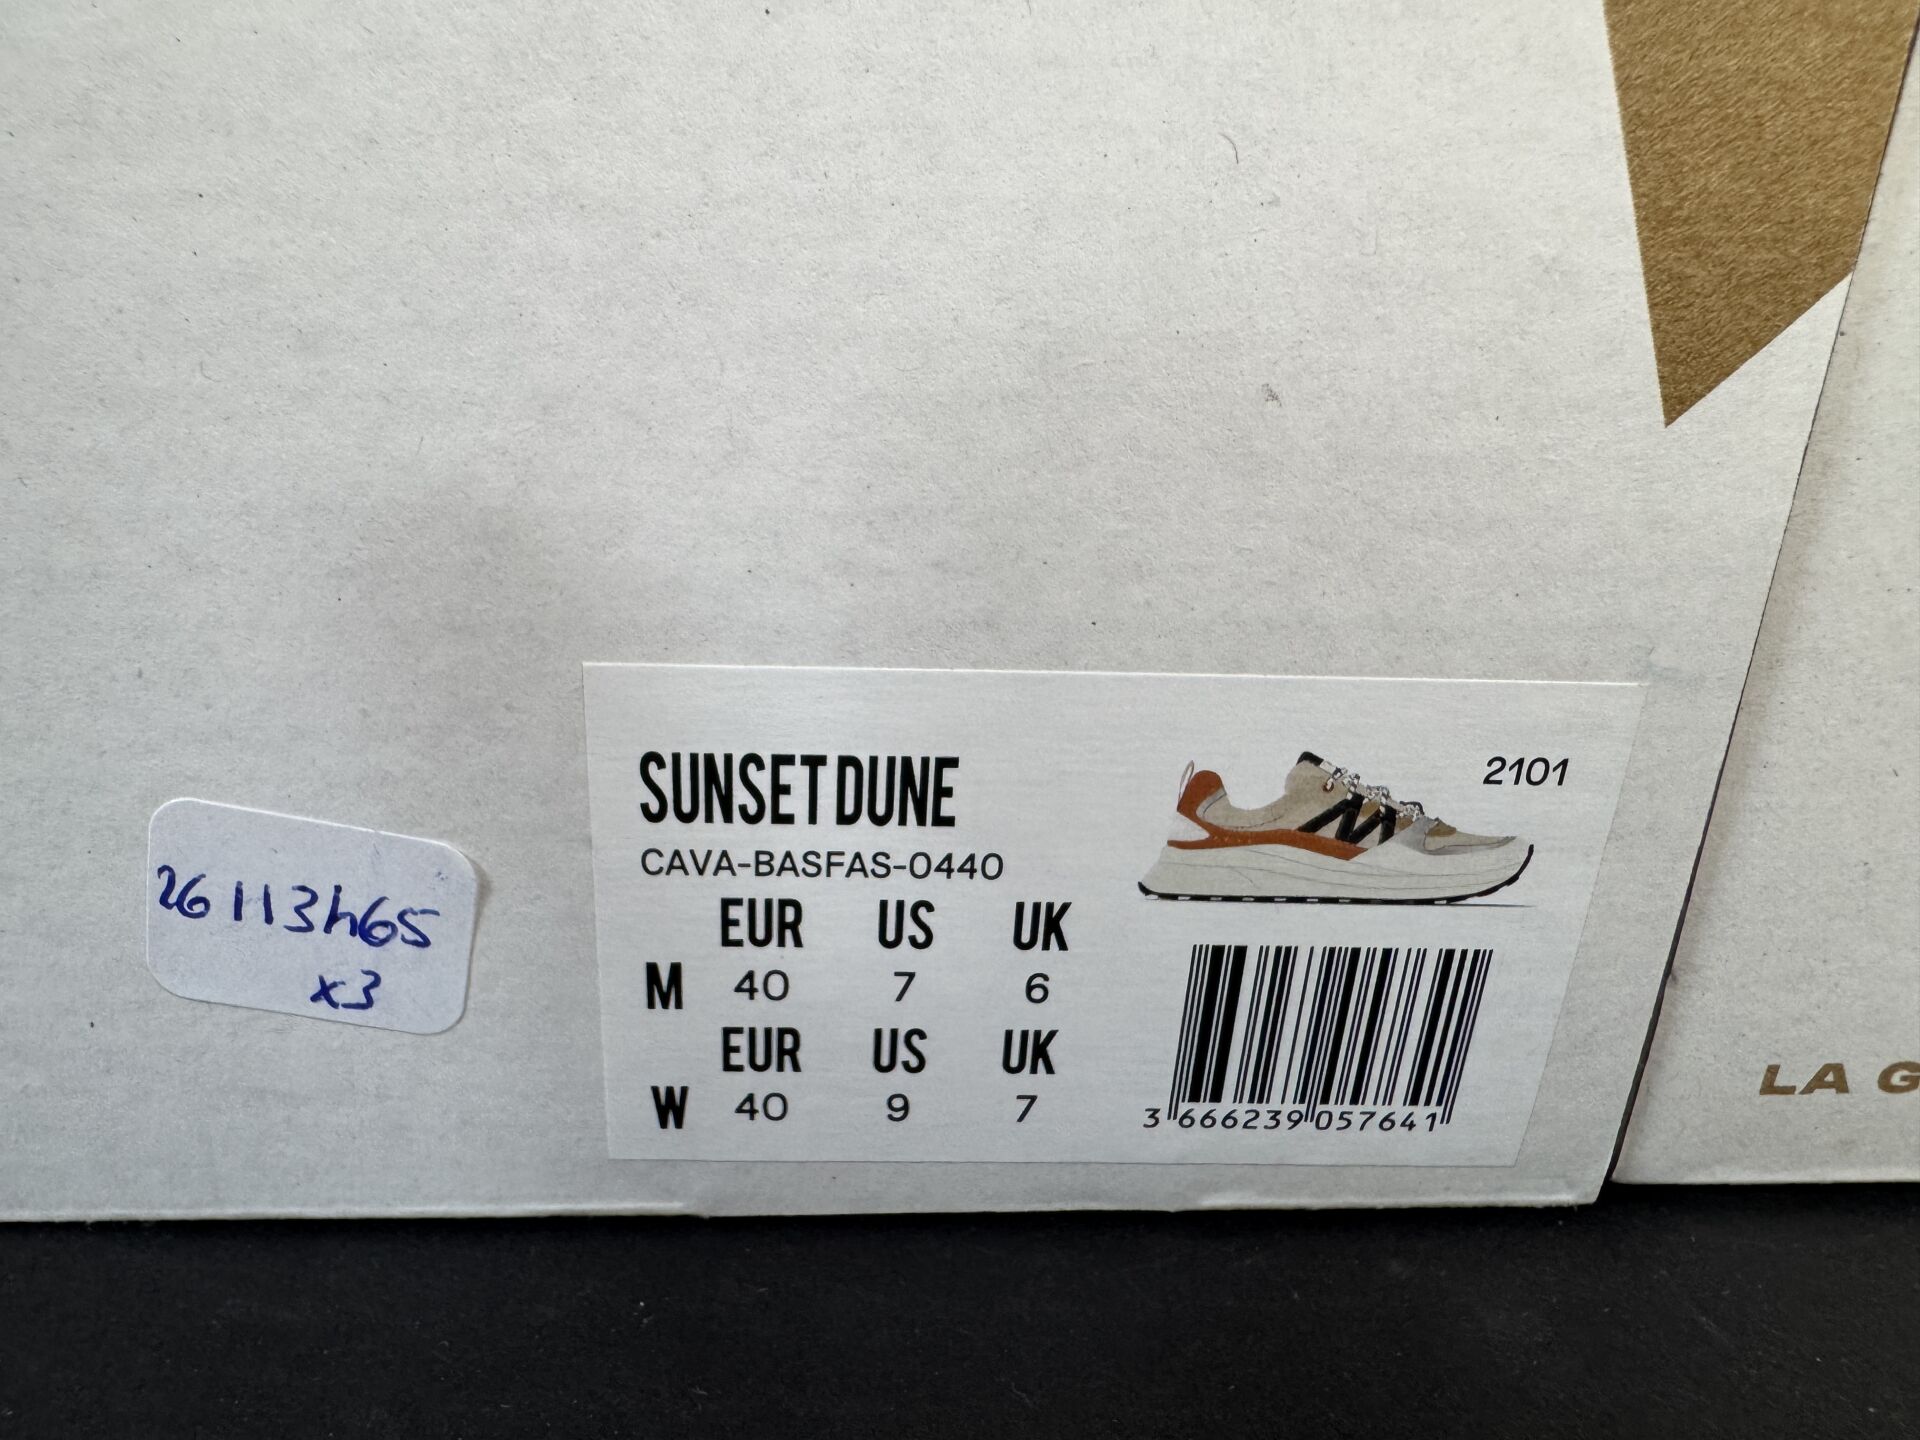 SUNSET DUNE
2101
CAVA-BASFAS-0440
EUR US UK
M 40 7 6
EUR US UK
W 40 9 7
3 666239 057641
26113465
x3
LA G